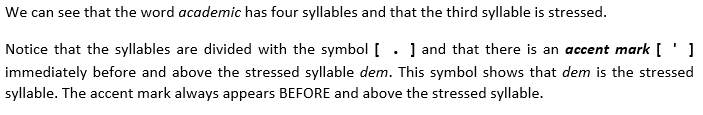 We can see that the word academic has four syllables and that the third syllable is stressed.
Notice that the syllables are divided with the symbol [ . ] and that there is an accent mark [ ' ]
immediately before and above the stressed syllable dem. This symbol shows that dem is the stressed
syllable. The accent mark always appears BEFORE and above the stressed syllable.